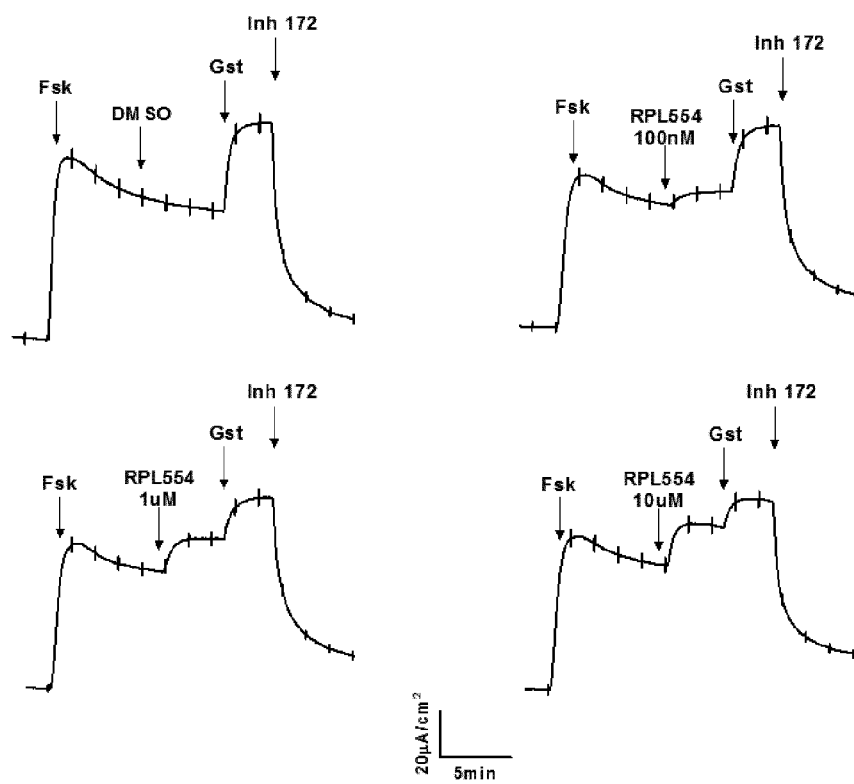 Inh 172
Gst
Fsk
DM SO
Inh 172
Gst
Fsk
RPL554
100nM
Inh 172
Gst
Fsk
RPL554
1uM
Inh 172
Gst
Fsk
RPL554
10uM
20µA/cm²
5min